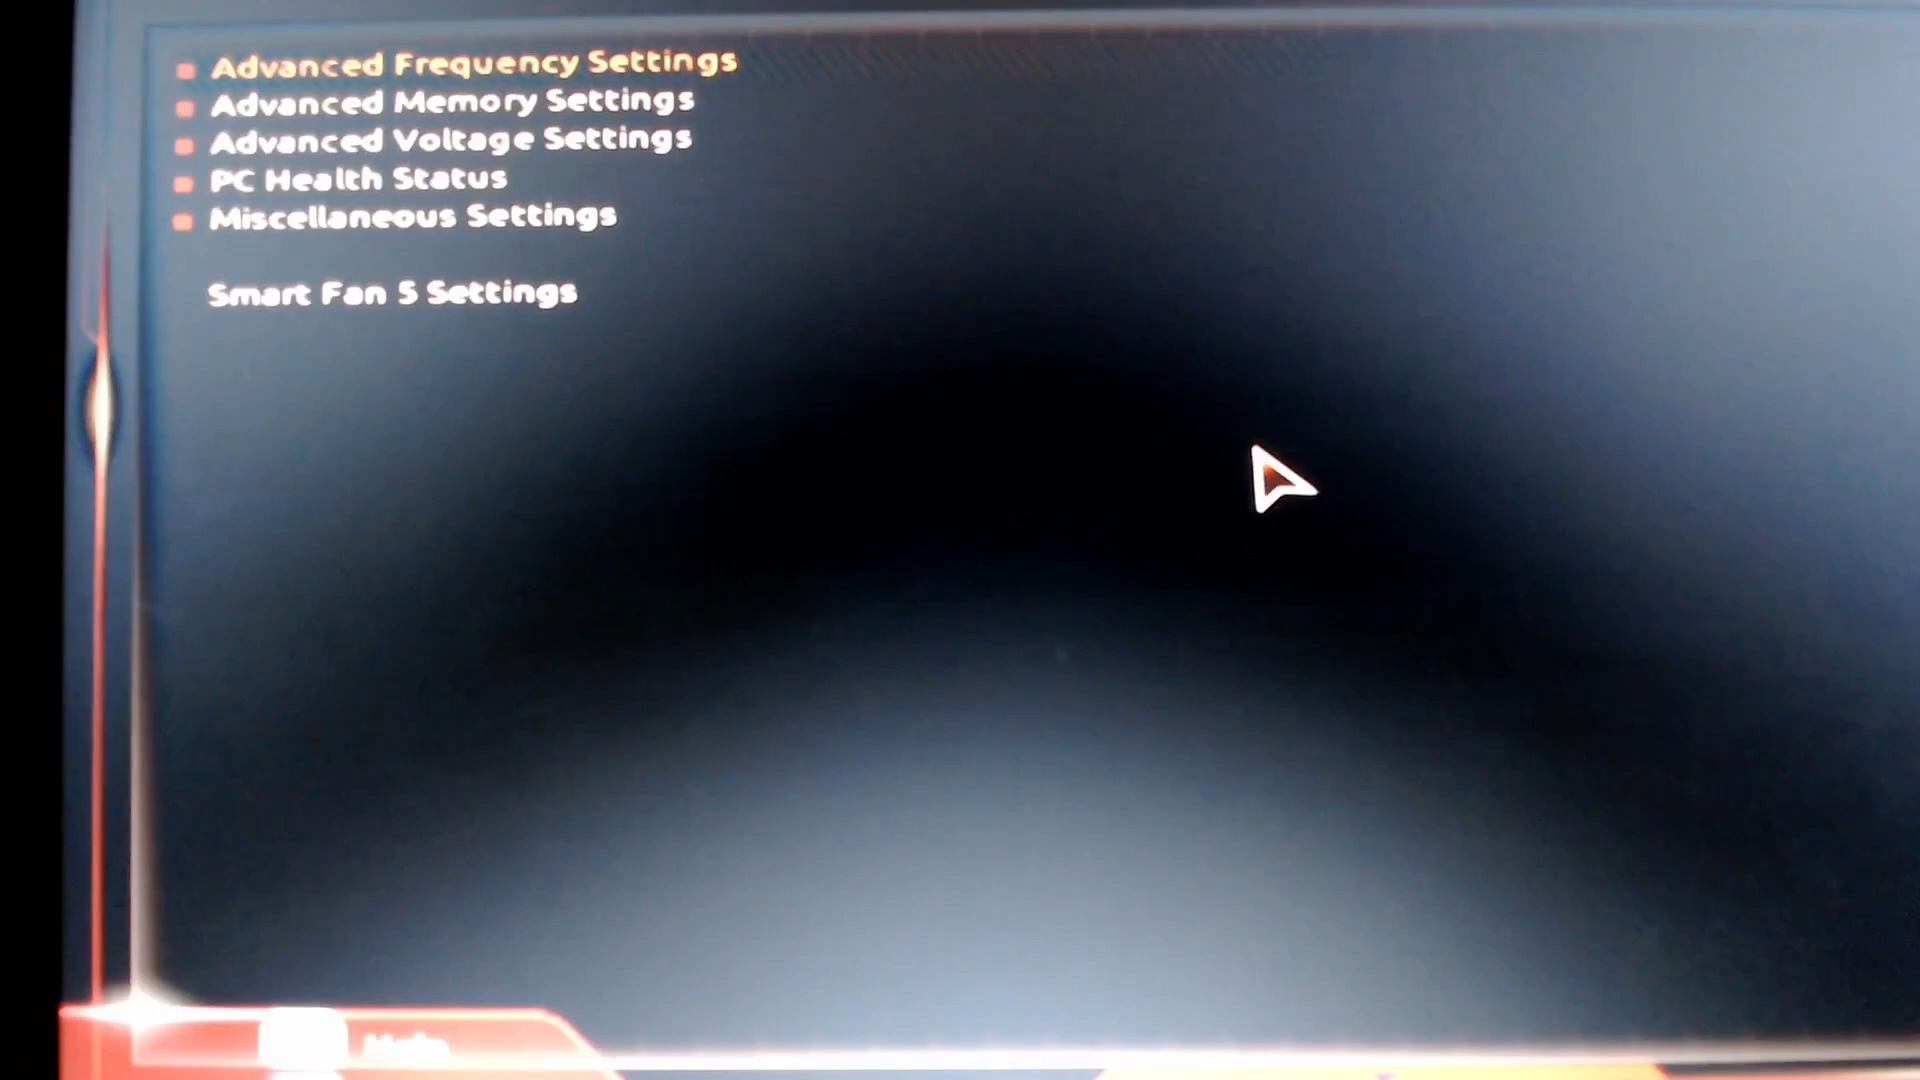 Advanced Frequency Settings
Advanced Memory Settings
Advanced Voltage Settings
PC Health Status
Miscellaneous Settings
Smart Fan 5 Settings